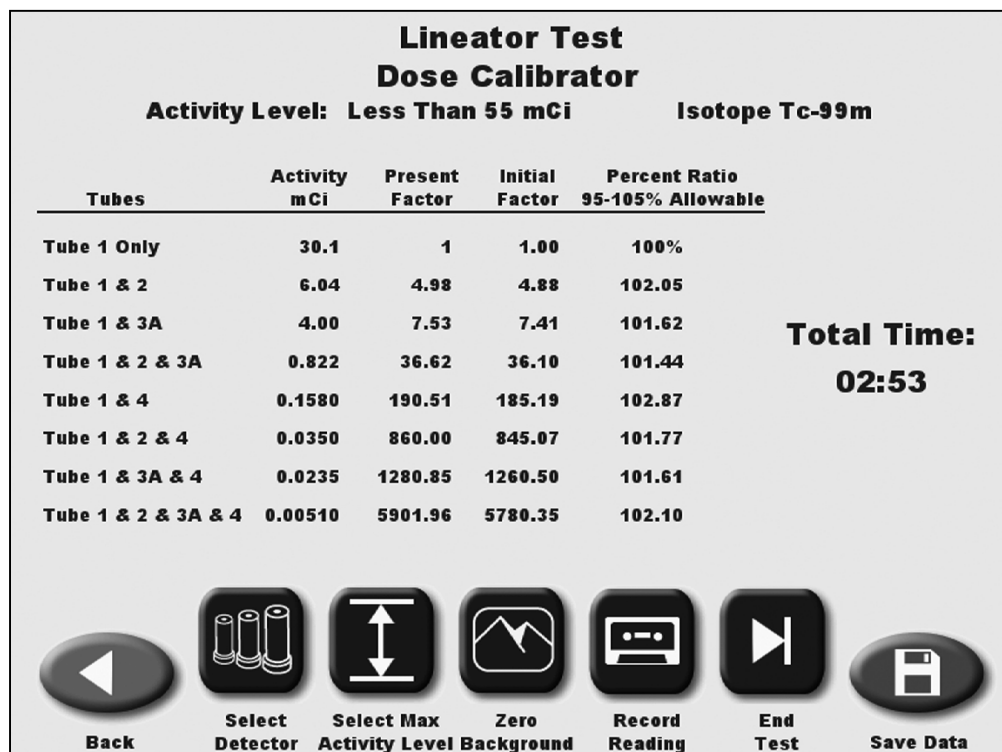 Lineator Test
Dose Calibrator
Activity Level: Less Than 55 mCi Isotope Tc-99m
Activity Present Initial Percent Ratio
Tubes mCi Factor Factor 95-105% Allowable
Tube 1 Only 30.1 1 1.00 100%
Tube 1 & 2 6.04 4.98 4.88 102.05
Tube 1 & 3A 4.00 7.53 7.41 101.62
Tube 1 & 2 & 3A 0.822 36.62 36.10 101.44
Tube 1 & 4 0.1580 190.51 185.19 102.87
Tube 1 & 2 & 4 0.0350 860.00 845.07 101.77
Tube 1 & 3A & 4 0.0235 1280.85 1260.50 101.61
Tube 1 & 2 & 3A & 4 0.00510 5901.96 5780.35 102.10
Total Time:
02:53
Back
Select
Detector
Select Max
Activity Level
Zero
Background
Record
Reading
End
Test
Save Data